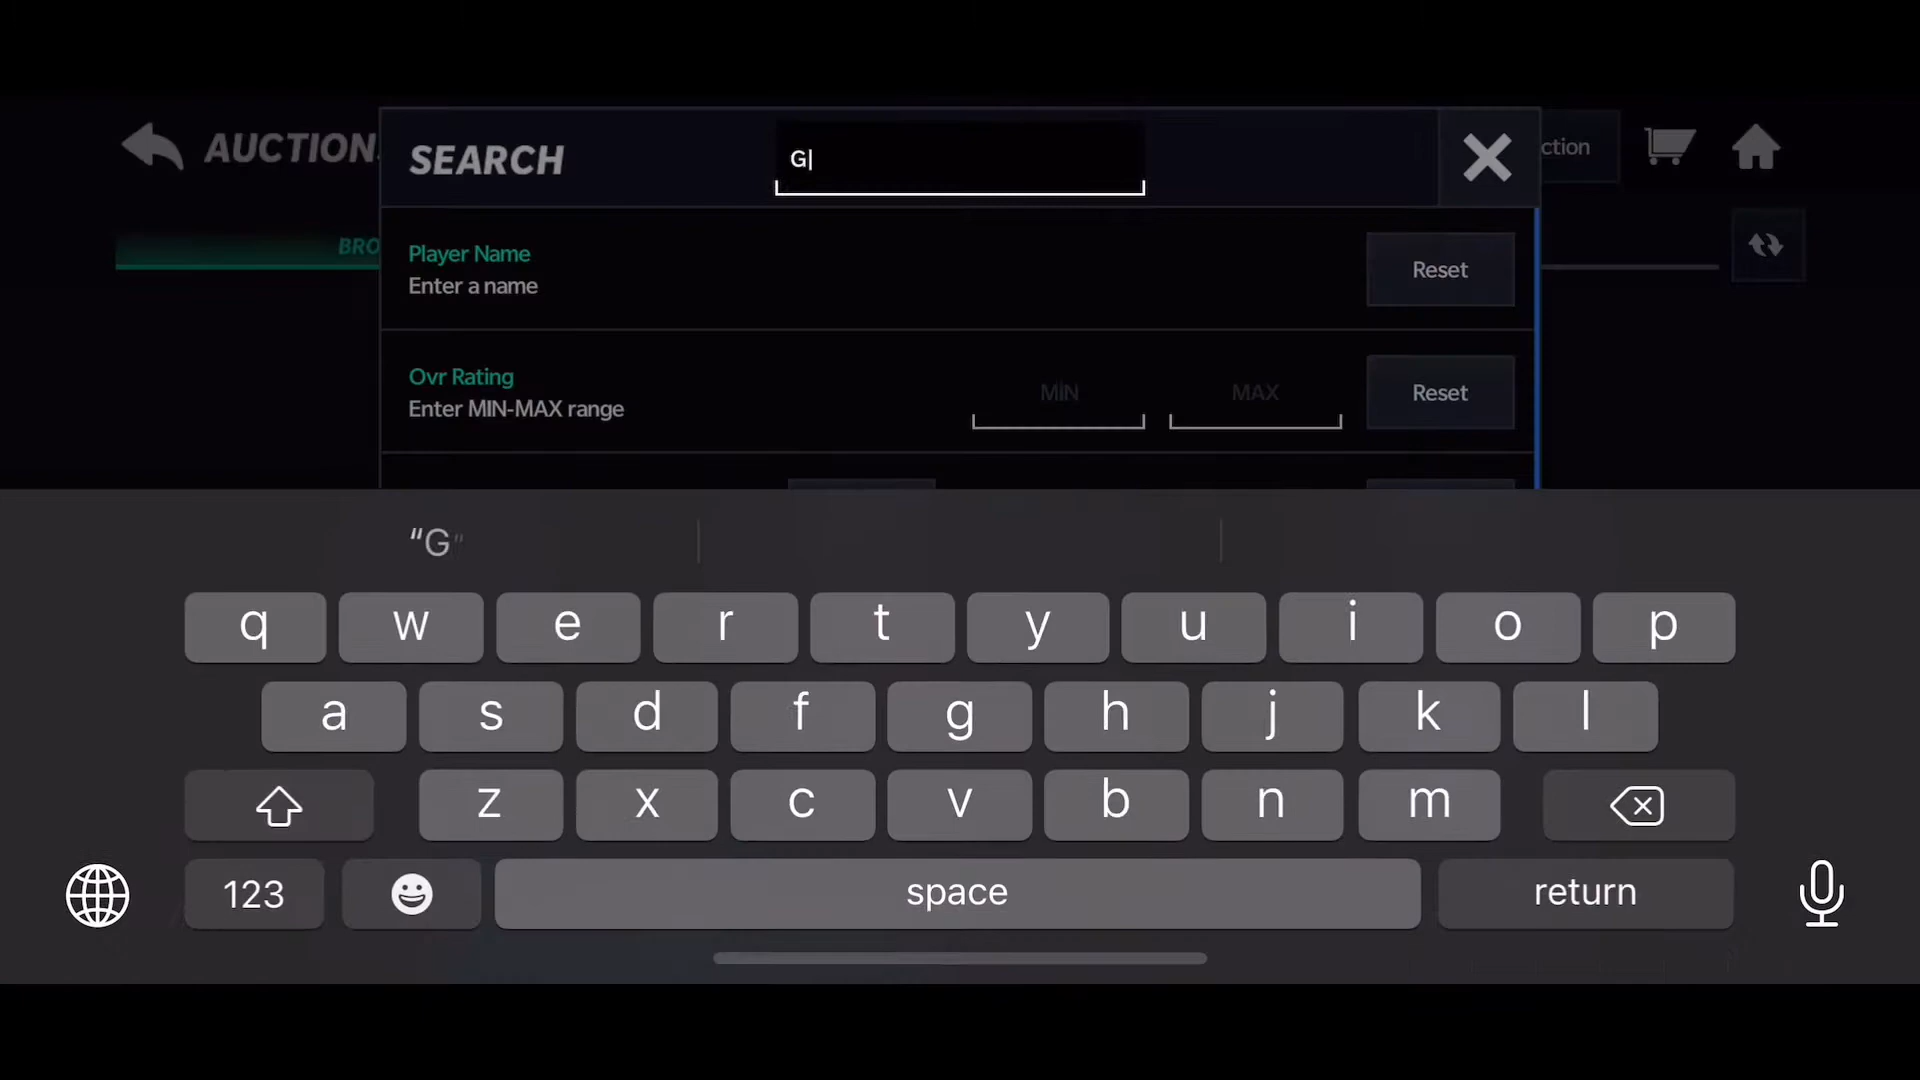 AUCTION
SEARCH
G
ction
BRO
Player Name
Enter a name
Reset
Ovr Rating
Enter MIN-MAX range
MIN
MAX
Reset
“G”
q w e r t y u i o p
a s d f g h j k l
z x c v b n m
123
space
return